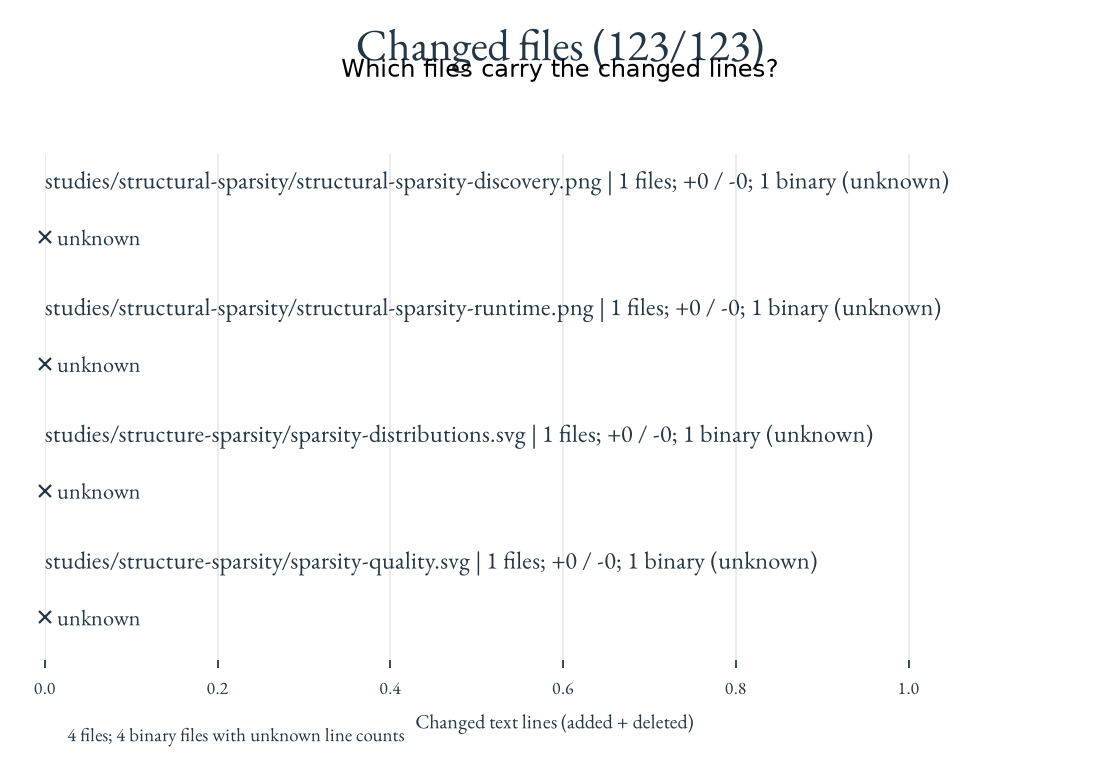 Changed files (123/123)
Which files carry the changed lines?
studies/structural-sparsity/structural-sparsity-discovery.png | 1 files; +0 / -0; 1 binary (unknown)
unknown
studies/structural-sparsity/structural-sparsity-runtime.png | 1 files; +0 / -0; 1 binary (unknown)
unknown
studies/structure-sparsity/sparsity-distributions.svg | 1 files; +0 / -0; 1 binary (unknown)
unknown
studies/structure-sparsity/sparsity-quality.svg | 1 files; +0 / -0; 1 binary (unknown)
unknown
0.0 0.2 0.4 0.6 0.8 1.0
Changed text lines (added + deleted)
4 files; 4 binary files with unknown line counts